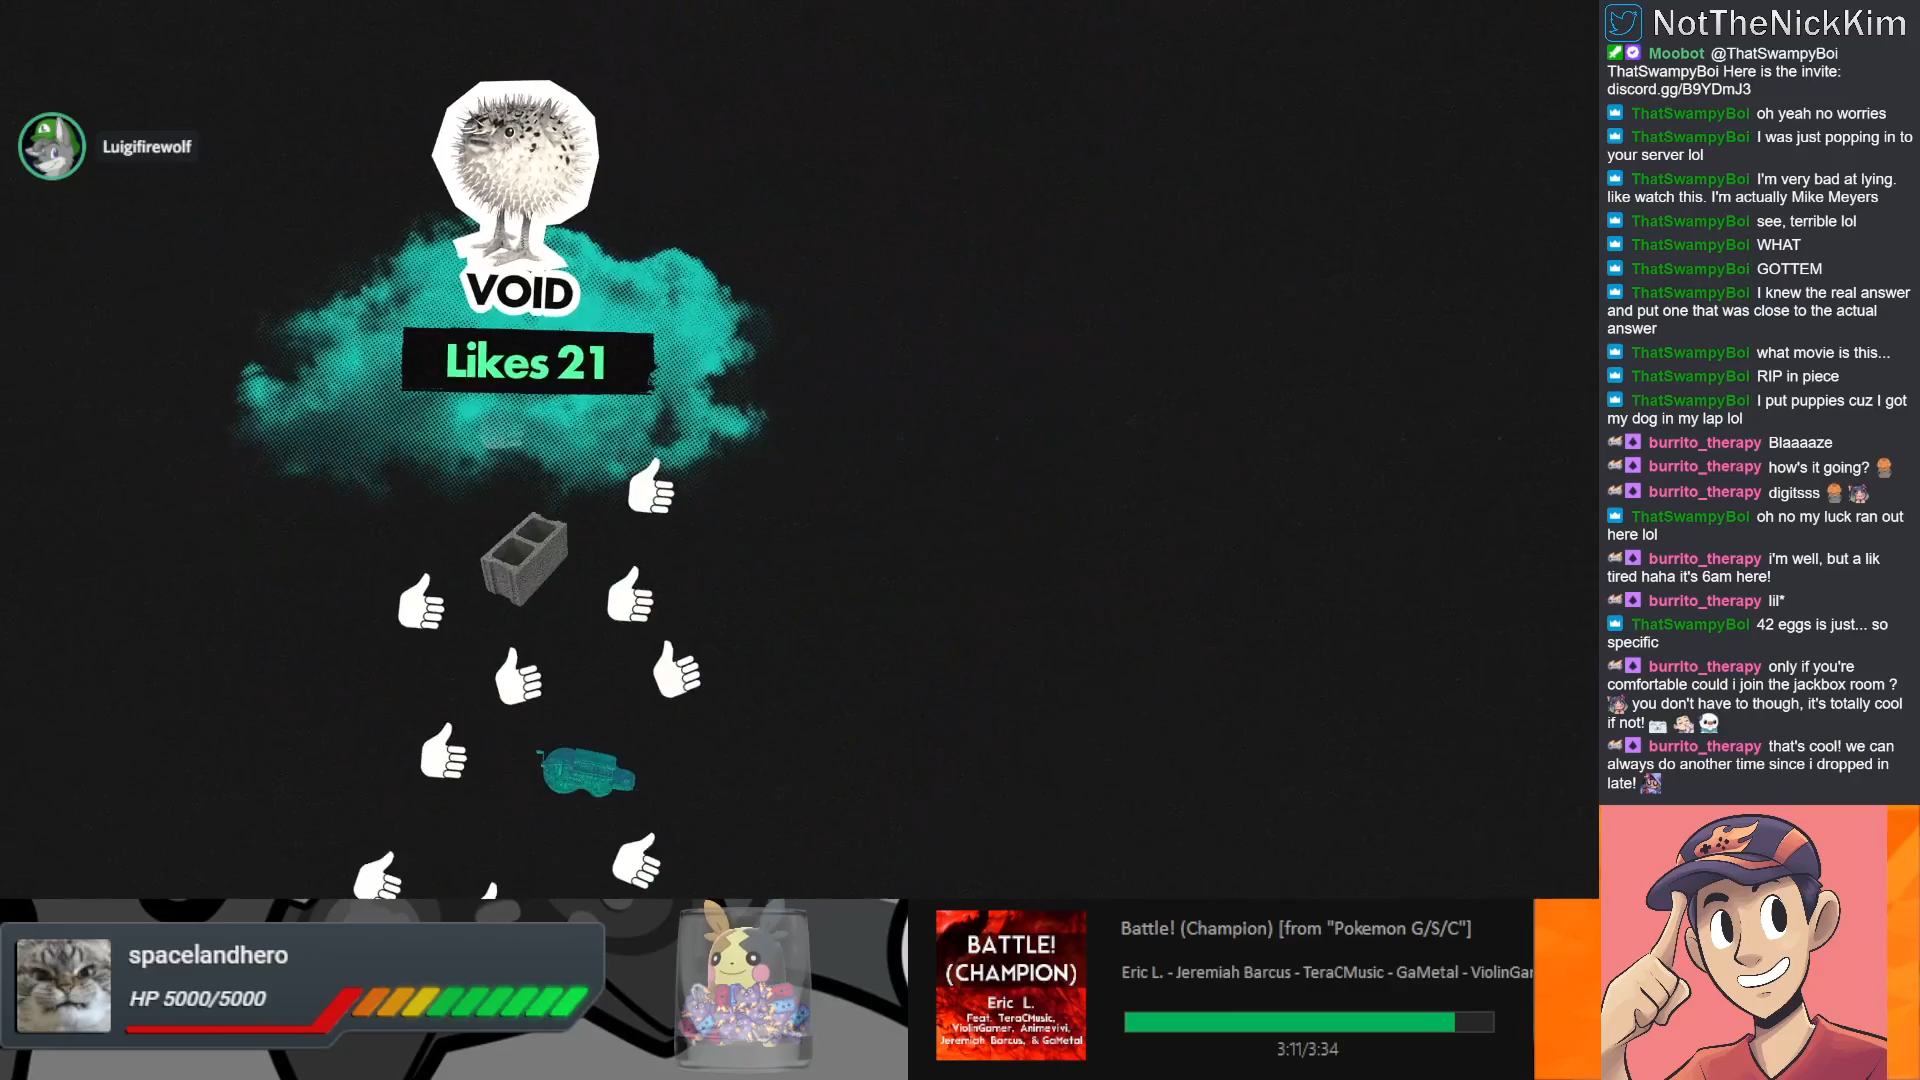 Luigifirewolf
VOID
Likes 21
NotTheNickKim
Moobot @ThatSwampyBoi
ThatSwampyBoi Here is the invite:
discord.gg/B9YDmJ3
ThatSwampyBoi oh yeah no worries
ThatSwampyBoi I was just popping in to
your server lol
ThatSwampyBoi I'm very bad at lying.
like watch this. I'm actually Mike Meyers
ThatSwampyBoi see, terrible lol
ThatSwampyBoi WHAT
ThatSwampyBoi GOTTEM
ThatSwampyBoi I knew the real answer
and put one that was close to the actual
answer
ThatSwampyBoi what movie is this...
ThatSwampyBoi RIP in piece
ThatSwampyBoi I put puppies cuz I got
my dog in my lap lol
burrito_therapy Blaaaaze
burrito_therapy how's it going?
burrito_therapy digitsss
ThatSwampyBoi oh no my luck ran out
here lol
burrito_therapy i'm well, but a lik
tired haha it's 6am here!
burrito_therapy lil*
ThatSwampyBoi 42 eggs is just... so
specific
burrito_therapy only if you're
comfortable could i join the jackbox room ?
you don't have to though, it's totally cool
if not!
burrito_therapy that's cool! we can
always do another time since i dropped in
late!
spacelandhero
HP 5000/5000
BATTLE!
(CHAMPION)
Eric L.
Feat. TeraCMusic,
ViolinGamer, Animevivi,
Jeremiah Barcus, & GaMetal
Battle! (Champion) [from "Pokemon G/S/C"]
Eric L. - Jeremiah Barcus - TeraCMusic - GaMetal - ViolinGar
3:11/3:34